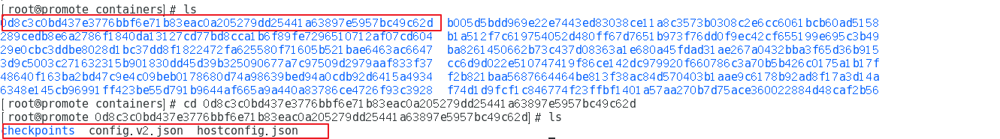 [root@promote containers]# ls
0d8c3c0bd437e3776bbf6e71b83eac0a205279dd25441a63897e5957bc49c62d  b005d5bdd969e22e7443ed83038ce11a8c3573b0308c2e6cc6061bcb60ad5158
289cedb8e6a2786f1840da13127cd77bd8cca1b6f89fe7296510712af07cd604  b1a512f7c619754052d480ff67d7651b973f76dd0f9ec42cf655199e695c3b49
29e0cbc3ddbe8028d1bc37dd8f1822472fa625580f71605b521bae6463ac6647  ba8261450662b73c437d08363a1e680a45fdad31ae267a0432bba3f65d36b915
3d9c5003c271632315b901830dd45d39b325090677a7c97509d2979aaf833f37  cc6d9d022e510747419f86ce142dc979920f660786c3a70b5b426c0175a1b17f
48640f163ba2bd47c9e4c09beb0178680d74a98639bed94a0cdb92d6415a4934  f2b821baa5687664464be813f38ac84d570403b1aae9c6178b92ad8f17a3d14a
6348e145cb96991ff423be55d791b9644af665a9a440a83786ce4726f93c3928  f74d1d9fcf1c846774f23ffbf1401a57aa270b7d75ace360022884d48caf2b56
[root@promote containers]# cd 0d8c3c0bd437e3776bbf6e71b83eac0a205279dd25441a63897e5957bc49c62d
[root@promote 0d8c3c0bd437e3776bbf6e71b83eac0a205279dd25441a63897e5957bc49c62d]# ls
checkpoints  config.v2.json  hostconfig.json